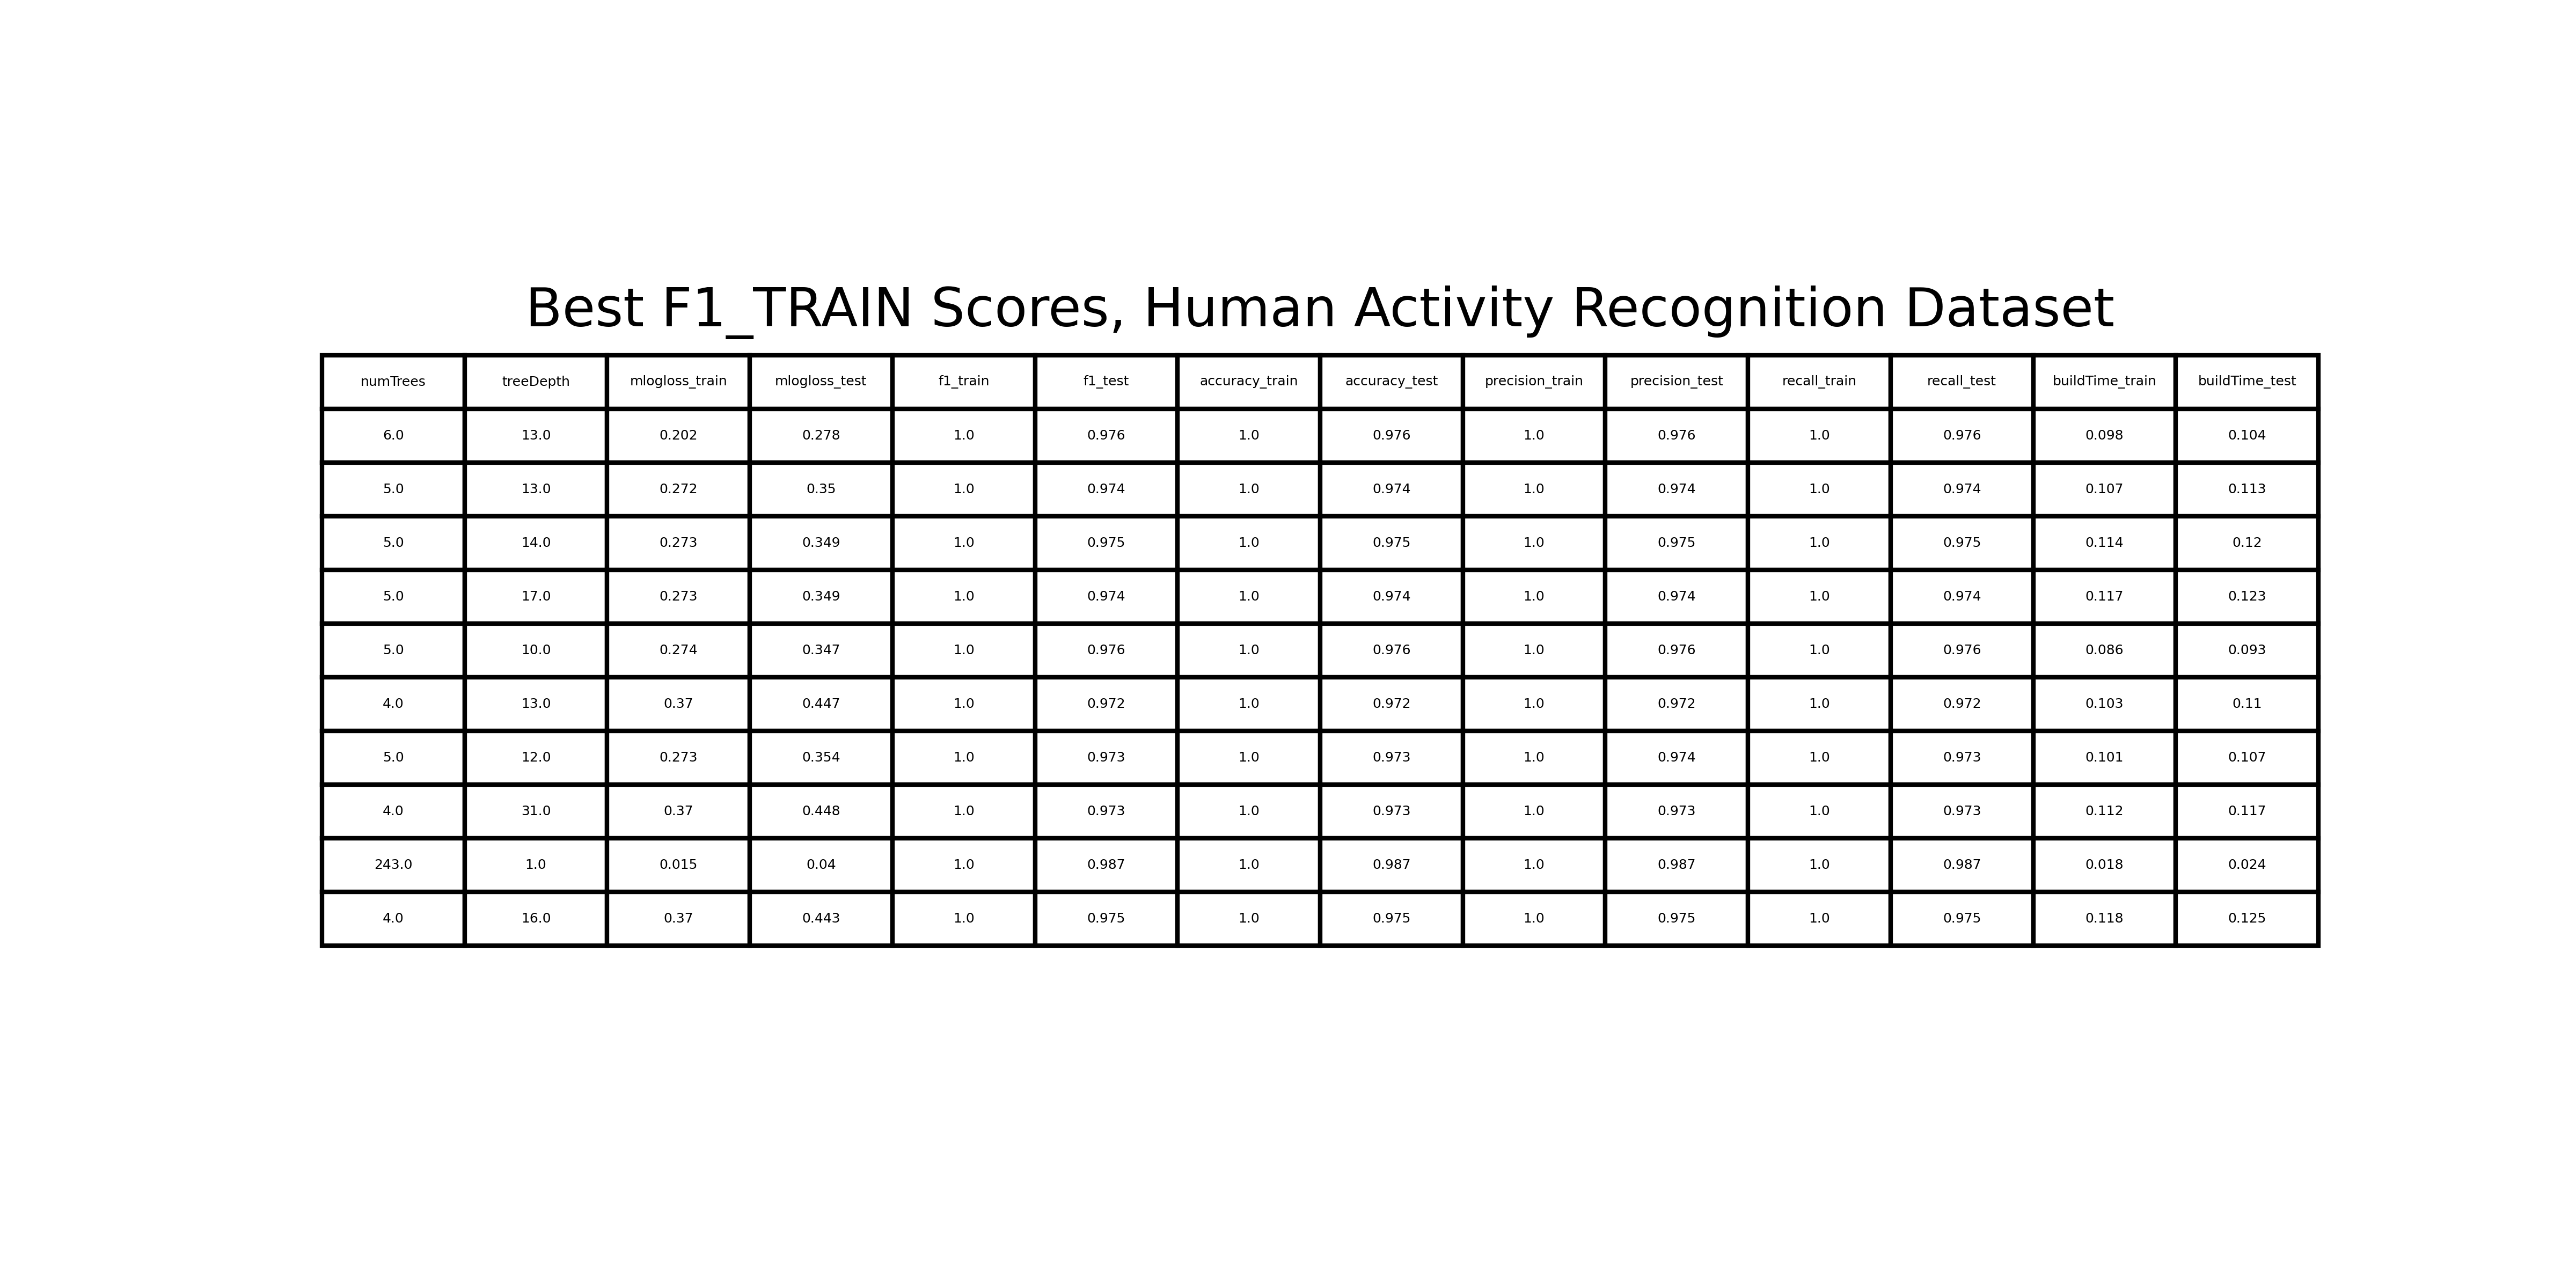 Best F1_TRAIN Scores, Human Activity Recognition Dataset
numTrees treeDepth mlogloss_train mlogloss_test f1_train f1_test accuracy_train accuracy_test precision_train precision_test recall_train recall_test buildTime_train buildTime_test
6.0 13.0 0.202 0.278 1.0 0.976 1.0 0.976 1.0 0.976 1.0 0.976 0.098 0.104
5.0 13.0 0.272 0.35 1.0 0.974 1.0 0.974 1.0 0.974 1.0 0.974 0.107 0.113
5.0 14.0 0.273 0.349 1.0 0.975 1.0 0.975 1.0 0.975 1.0 0.975 0.114 0.12
5.0 17.0 0.273 0.349 1.0 0.974 1.0 0.974 1.0 0.974 1.0 0.974 0.117 0.123
5.0 10.0 0.274 0.347 1.0 0.976 1.0 0.976 1.0 0.976 1.0 0.976 0.086 0.093
4.0 13.0 0.37 0.447 1.0 0.972 1.0 0.972 1.0 0.972 1.0 0.972 0.103 0.11
5.0 12.0 0.273 0.354 1.0 0.973 1.0 0.973 1.0 0.974 1.0 0.973 0.101 0.107
4.0 31.0 0.37 0.448 1.0 0.973 1.0 0.973 1.0 0.973 1.0 0.973 0.112 0.117
243.0 1.0 0.015 0.04 1.0 0.987 1.0 0.987 1.0 0.987 1.0 0.987 0.018 0.024
4.0 16.0 0.37 0.443 1.0 0.975 1.0 0.975 1.0 0.975 1.0 0.975 0.118 0.125